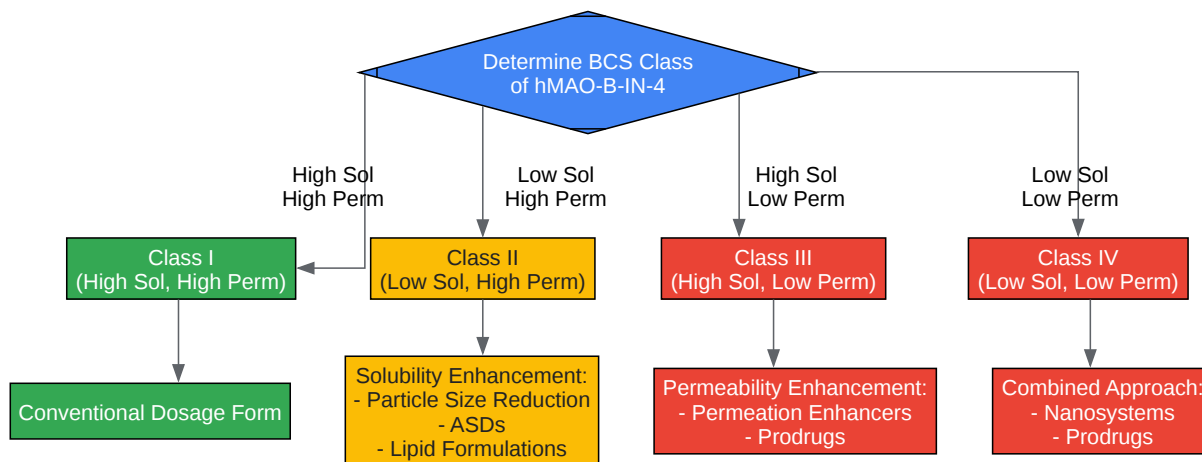 Determine BCS Class
of hMAO-B-IN-4
High Sol
High Perm
Low Sol
High Perm
High Sol
Low Perm
Low Sol
Low Perm
Class I
(High Sol, High Perm)
Class II
(Low Sol, High Perm)
Class III
(High Sol, Low Perm)
Class IV
(Low Sol, Low Perm)
Conventional Dosage Form
Solubility Enhancement:
- Particle Size Reduction
- ASDs
- Lipid Formulations
Permeability Enhancement:
- Permeation Enhancers
- Prodrugs
Combined Approach:
- Nanosystems
- Prodrugs